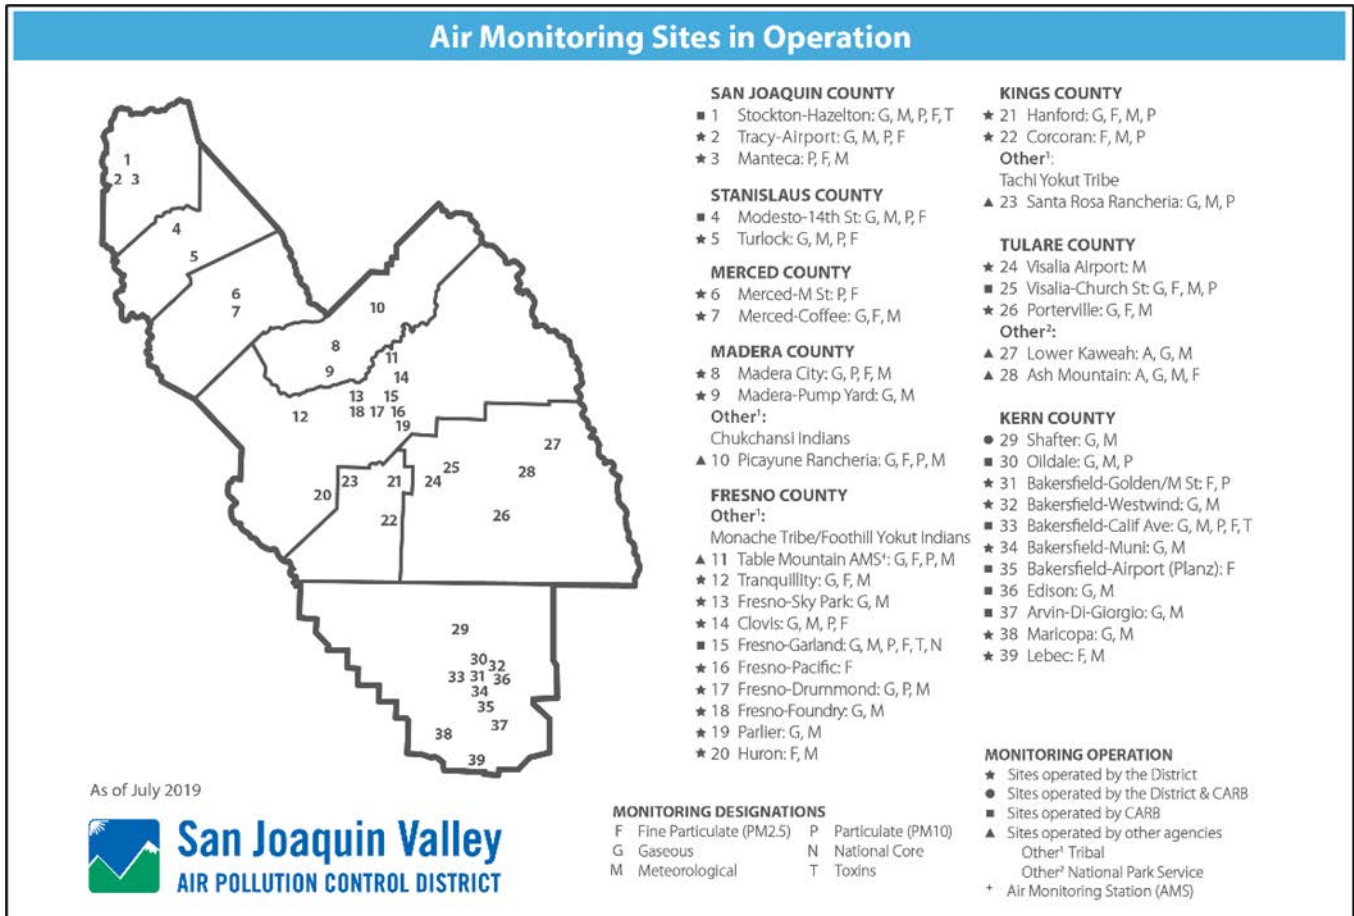 Air Monitoring Sites in Operation
1
2 3
4
5
6
7
10
8
9
11
14
13 15
12 18 17 16
19
27
25
28
23 21 24
20
22
26
29
30 32
33 31 36
34
35
37
38
39
SAN JOAQUIN COUNTY
■ 1 Stockton-Hazelton: G, M, P, F, T
★ 2 Tracy-Airport: G, M, P, F
★ 3 Manteca: P, F, M
STANISLAUS COUNTY
■ 4 Modesto-14th St: G, M, P, F
★ 5 Turlock: G, M, P, F
MERCED COUNTY
★ 6 Merced-M St: P, F
★ 7 Merced-Coffee: G, F, M
MADERA COUNTY
★ 8 Madera City: G, P, F, M
★ 9 Madera-Pump Yard: G, M
Other¹:
Chukchansi Indians
▲ 10 Picayune Rancheria: G, F, P, M
FRESNO COUNTY
Other¹:
Monache Tribe/Foothill Yokut Indians
▲ 11 Table Mountain AMS⁺: G, F, P, M
★ 12 Tranquillity: G, F, M
★ 13 Fresno-Sky Park: G, M
★ 14 Clovis: G, M, P, F
■ 15 Fresno-Garland: G, M, P, F, T, N
★ 16 Fresno-Pacific: F
★ 17 Fresno-Drummond: G, P, M
★ 18 Fresno-Foundry: G, M
★ 19 Parlier: G, M
★ 20 Huron: F, M
KINGS COUNTY
★ 21 Hanford: G, F, M, P
★ 22 Corcoran: F, M, P
Other¹:
Tachi Yokut Tribe
▲ 23 Santa Rosa Rancheria: G, M, P
TULARE COUNTY
★ 24 Visalia Airport: M
■ 25 Visalia-Church St: G, F, M, P
★ 26 Porterville: G, F, M
Other²:
▲ 27 Lower Kaweah: A, G, M
▲ 28 Ash Mountain: A, G, M, F
KERN COUNTY
● 29 Shafter: G, M
■ 30 Oildale: G, M, P
★ 31 Bakersfield-Golden/M St: F, P
★ 32 Bakersfield-Westwind: G, M
■ 33 Bakersfield-Calif Ave: G, M, P, F, T
★ 34 Bakersfield-Muni: G, M
■ 35 Bakersfield-Airport (Planz): F
■ 36 Edison: G, M
■ 37 Arvin-Di-Giorgio: G, M
★ 38 Maricopa: G, M
★ 39 Lebec: F, M
As of July 2019
San Joaquin Valley
AIR POLLUTION CONTROL DISTRICT
MONITORING DESIGNATIONS
F Fine Particulate (PM2.5) P Particulate (PM10)
G Gaseous N National Core
M Meteorological T Toxins
MONITORING OPERATION
★ Sites operated by the District
● Sites operated by the District & CARB
■ Sites operated by CARB
▲ Sites operated by other agencies
Other¹ Tribal
Other² National Park Service
⁺ Air Monitoring Station (AMS)